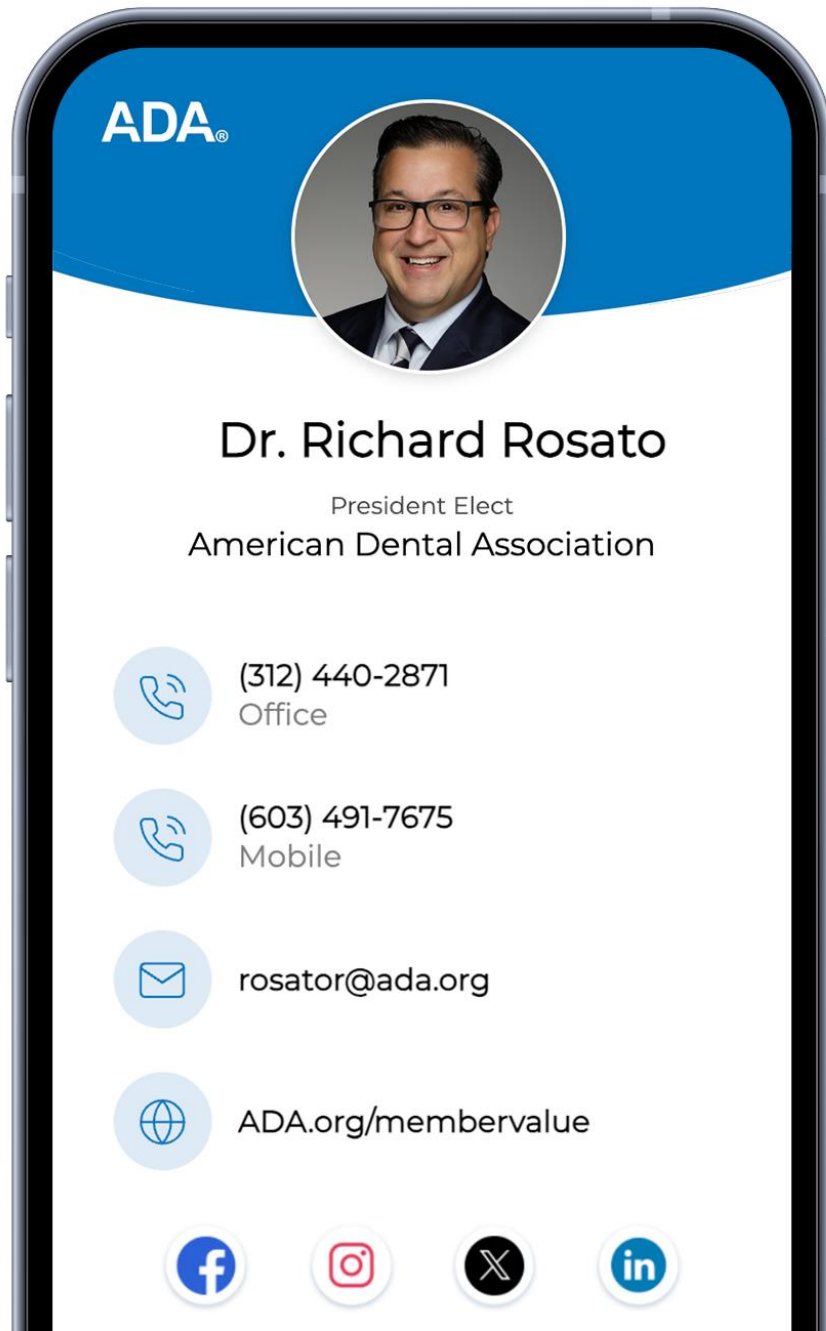 ADA®
Dr. Richard Rosato
President Elect
American Dental Association
(312) 440-2871
Office
(603) 491-7675
Mobile
rosator@ada.org
ADA.org/membervalue
f
X
in